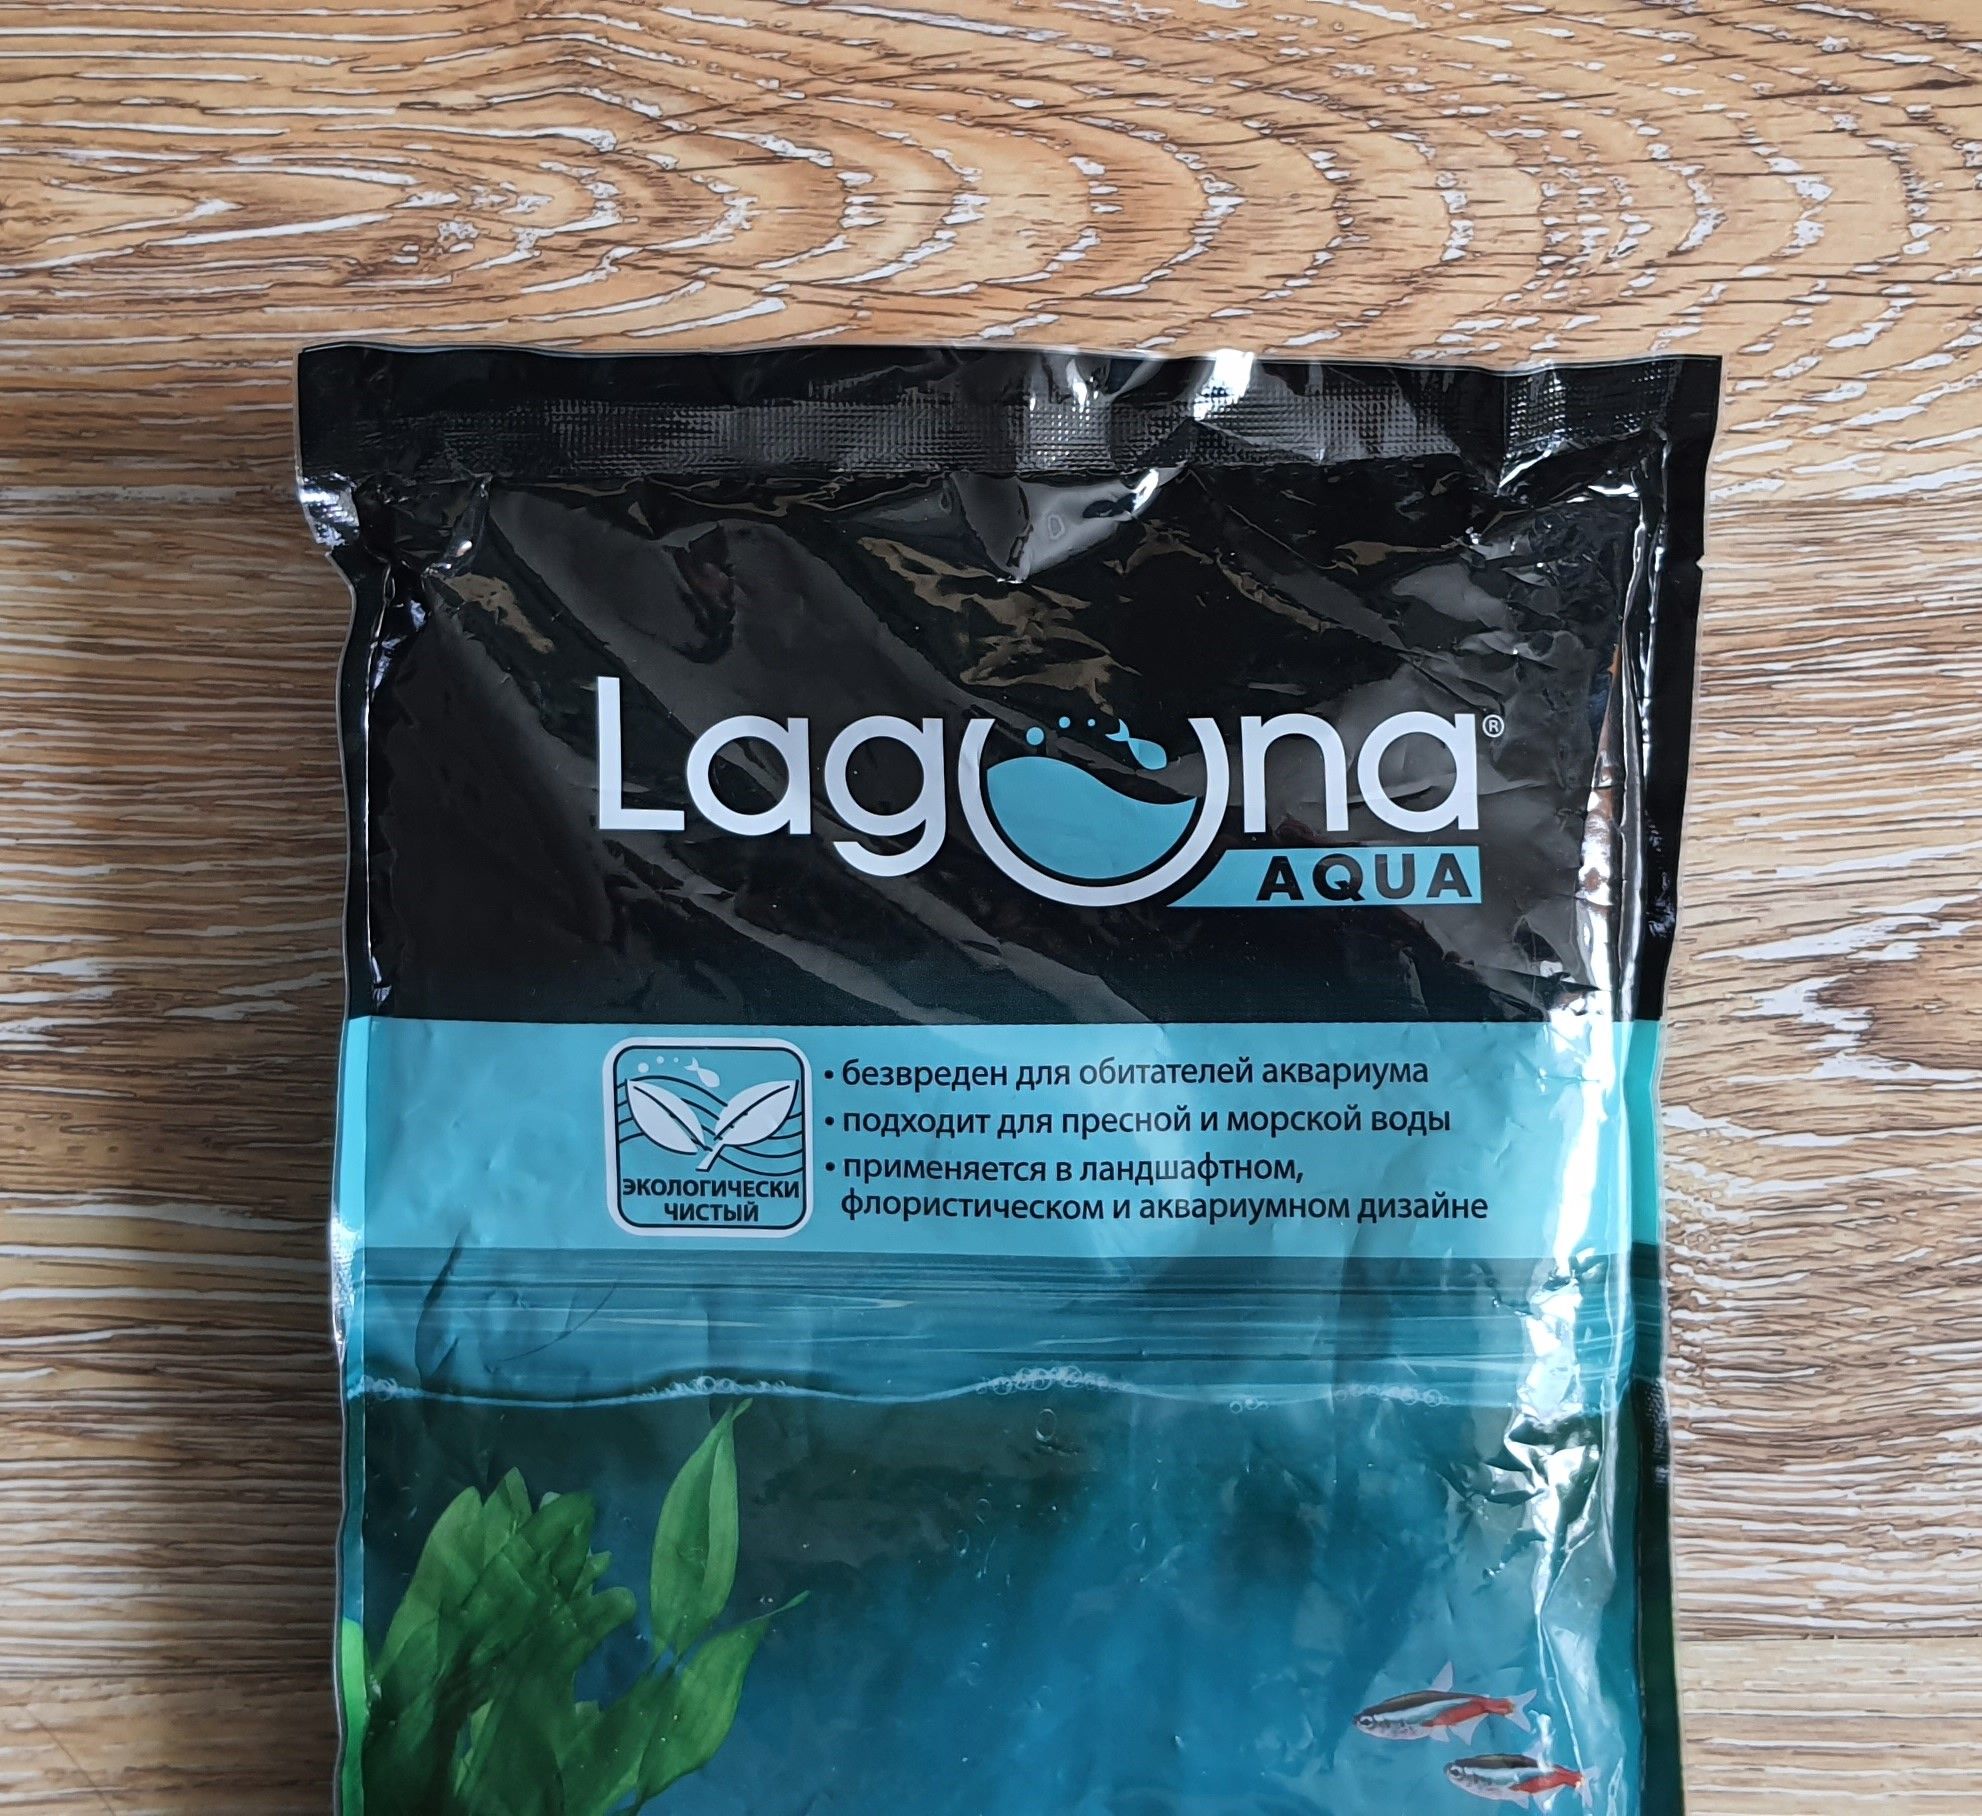 Laguna®
AQUA
ЭКОЛОГИЧЕСКИ
ЧИСТЫЙ
• безвреден для обитателей аквариума
• подходит для пресной и морской воды
• применяется в ландшафтном,
флористическом и аквариумном дизайне